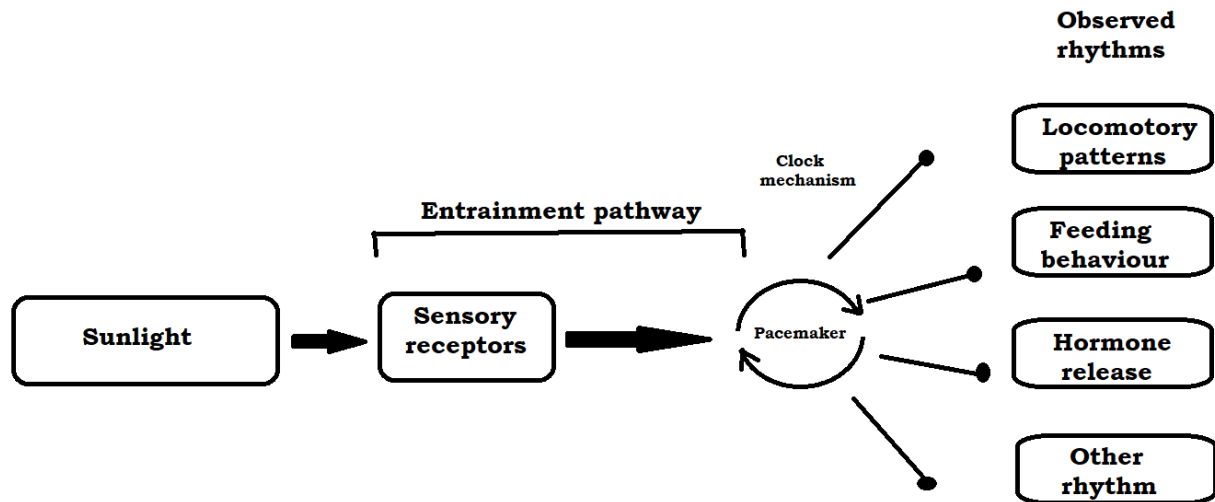 Observed
rhythms
Locomotory
patterns
Clock
mechanism
Entrainment pathway
Feeding
behaviour
Sunlight
Sensory
receptors
Pacemaker
Hormone
release
Other
rhythm